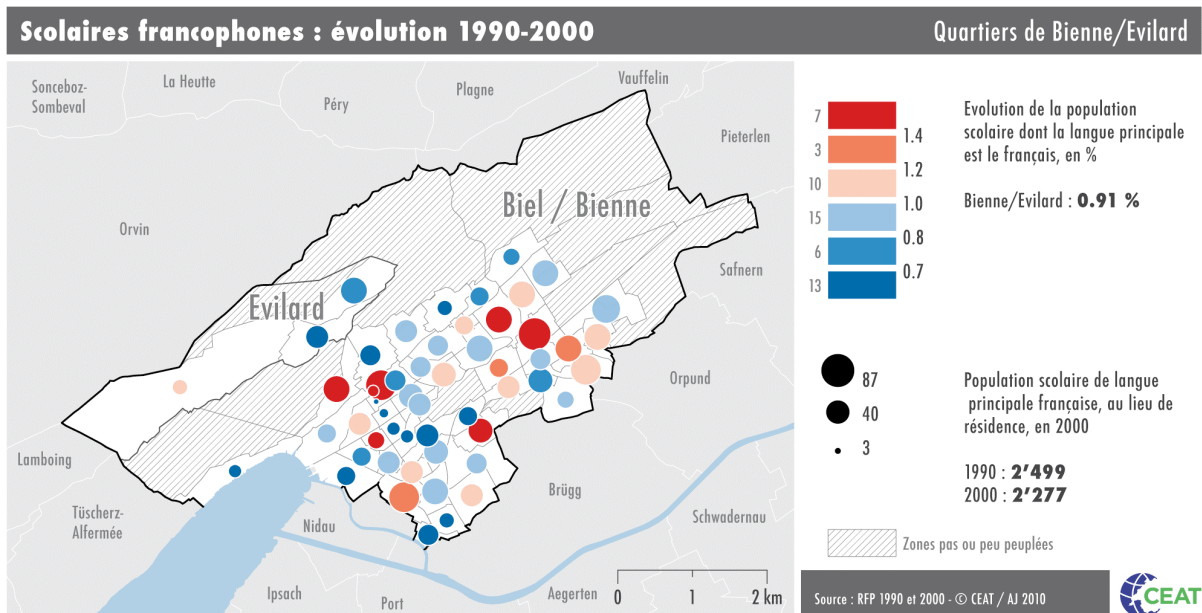 Scolaires francophones : évolution 1990-2000
Quartiers de Bienne/Evilard
Sonceboz-
Sombeval
La Heutte
Péry
Plagne
Vauffelin
Pieterlen
Orvin
Biel / Bienne
Safnern
Evilard
Orpund
Lamboing
Tüscherz-
Alfermée
Nidau
Brügg
Schwadernau
Ipsach
Port
Aegerten
0 1 2 km
7
1.4
3
1.2
10
1.0
15
0.8
6
0.7
13
Evolution de la population
scolaire dont la langue principale
est le français, en %
Bienne/Evilard : 0.91 %
87
40
3
Population scolaire de langue
principale française, au lieu de
résidence, en 2000
1990 : 2'499
2000 : 2'277
Zones pas ou peu peuplées
Source : RFP 1990 et 2000 - © CEAT / AJ 2010
CEAT